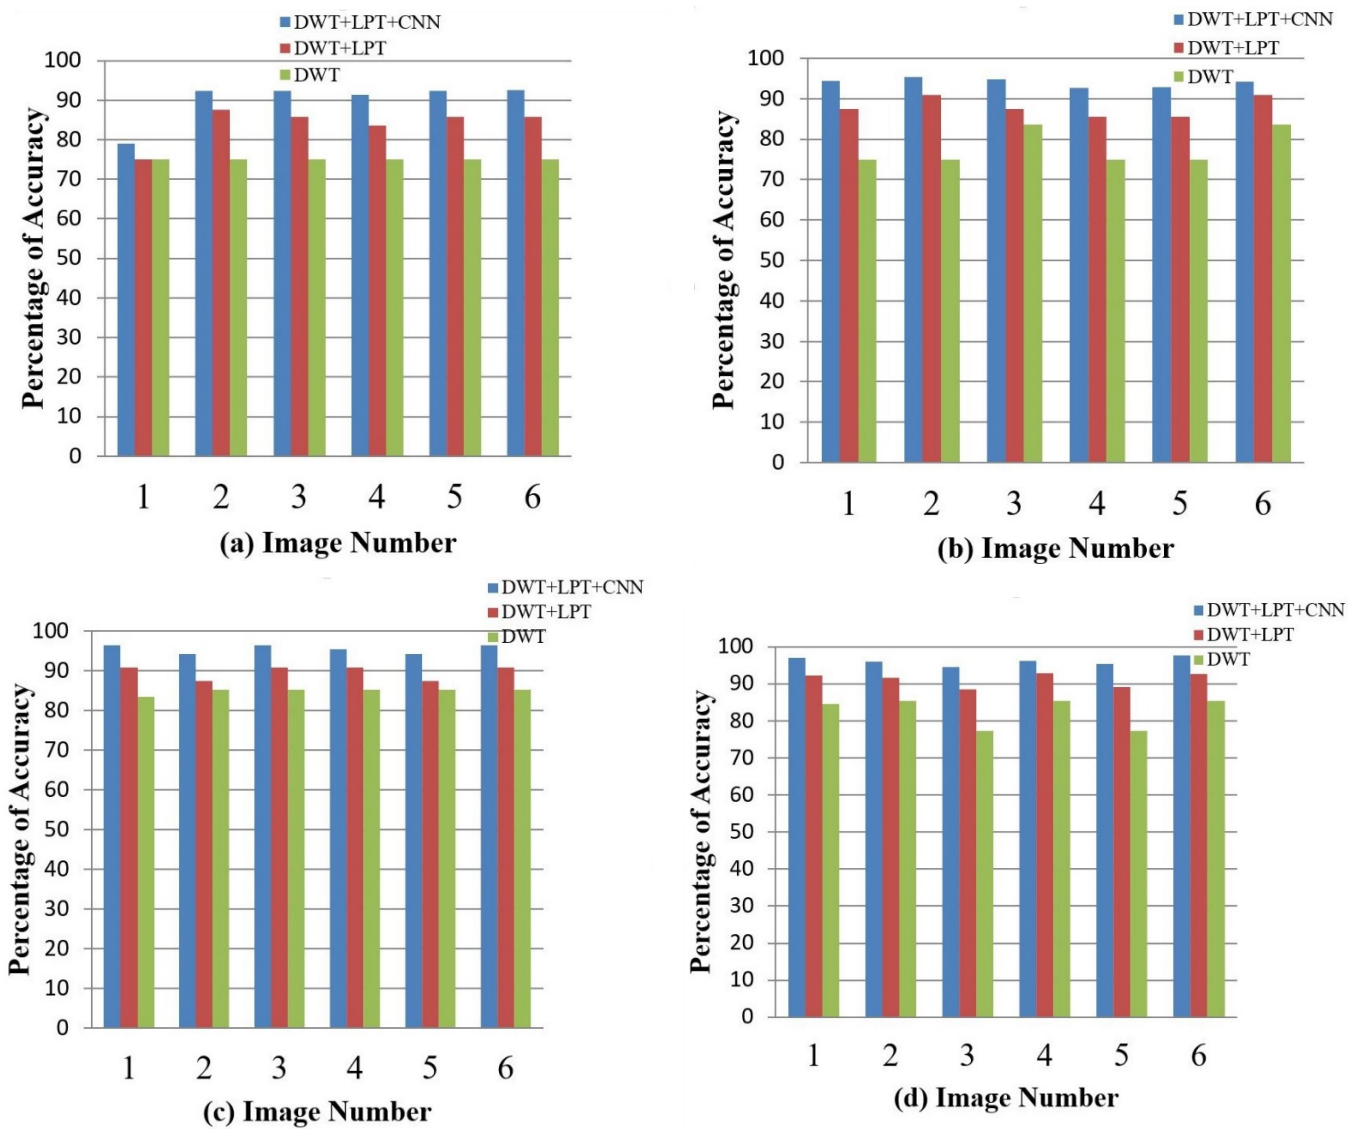 DWT+LPT+CNN
DWT+LPT
DWT
100
90
80
70
60
50
40
30
20
10
0
Percentage of Accuracy
1 2 3 4 5 6
(a) Image Number
DWT+LPT+CNN
DWT+LPT
DWT
100
90
80
70
60
50
40
30
20
10
0
Percentage of Accuracy
1 2 3 4 5 6
(b) Image Number
DWT+LPT+CNN
DWT+LPT
DWT
100
90
80
70
60
50
40
30
20
10
0
Percentage of Accuracy
1 2 3 4 5 6
(c) Image Number
DWT+LPT+CNN
DWT+LPT
DWT
100
90
80
70
60
50
40
30
20
10
0
Percentage of Accuracy
1 2 3 4 5 6
(d) Image Number